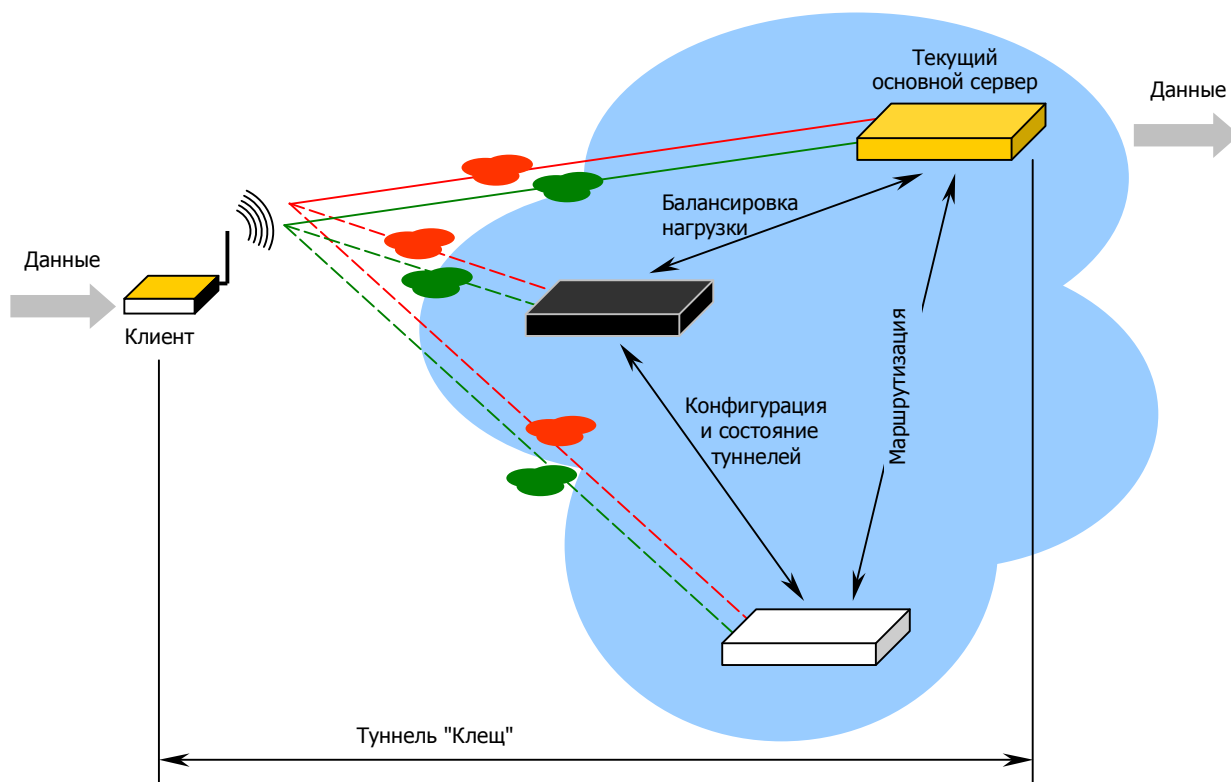 Текущий
основной сервер
Данные
Балансировка
нагрузки
Данные
Клиент
Маршрутизация
Конфигурация
и состояние
туннелей
Туннель "Клещ"